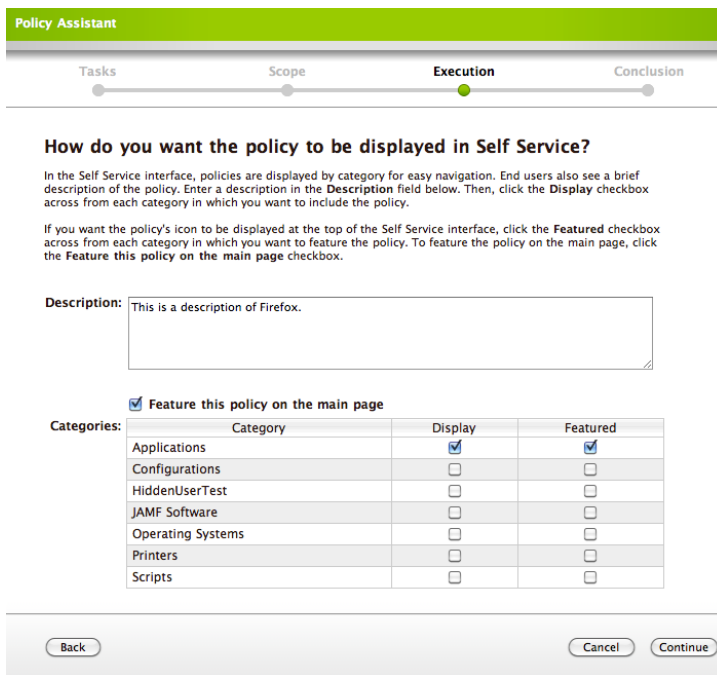 Policy Assistant
Tasks Scope Execution Conclusion
How do you want the policy to be displayed in Self Service?
In the Self Service interface, policies are displayed by category for easy navigation. End users also see a brief
description of the policy. Enter a description in the Description field below. Then, click the Display checkbox
across from each category in which you want to include the policy.
If you want the policy's icon to be displayed at the top of the Self Service interface, click the Featured checkbox
across from each category in which you want to feature the policy. To feature the policy on the main page, click
the Feature this policy on the main page checkbox.
Description: This is a description of Firefox.
Feature this policy on the main page
Categories: Category Display Featured
Applications
Configurations
HiddenUserTest
JAMF Software
Operating Systems
Printers
Scripts
Back Cancel Continue